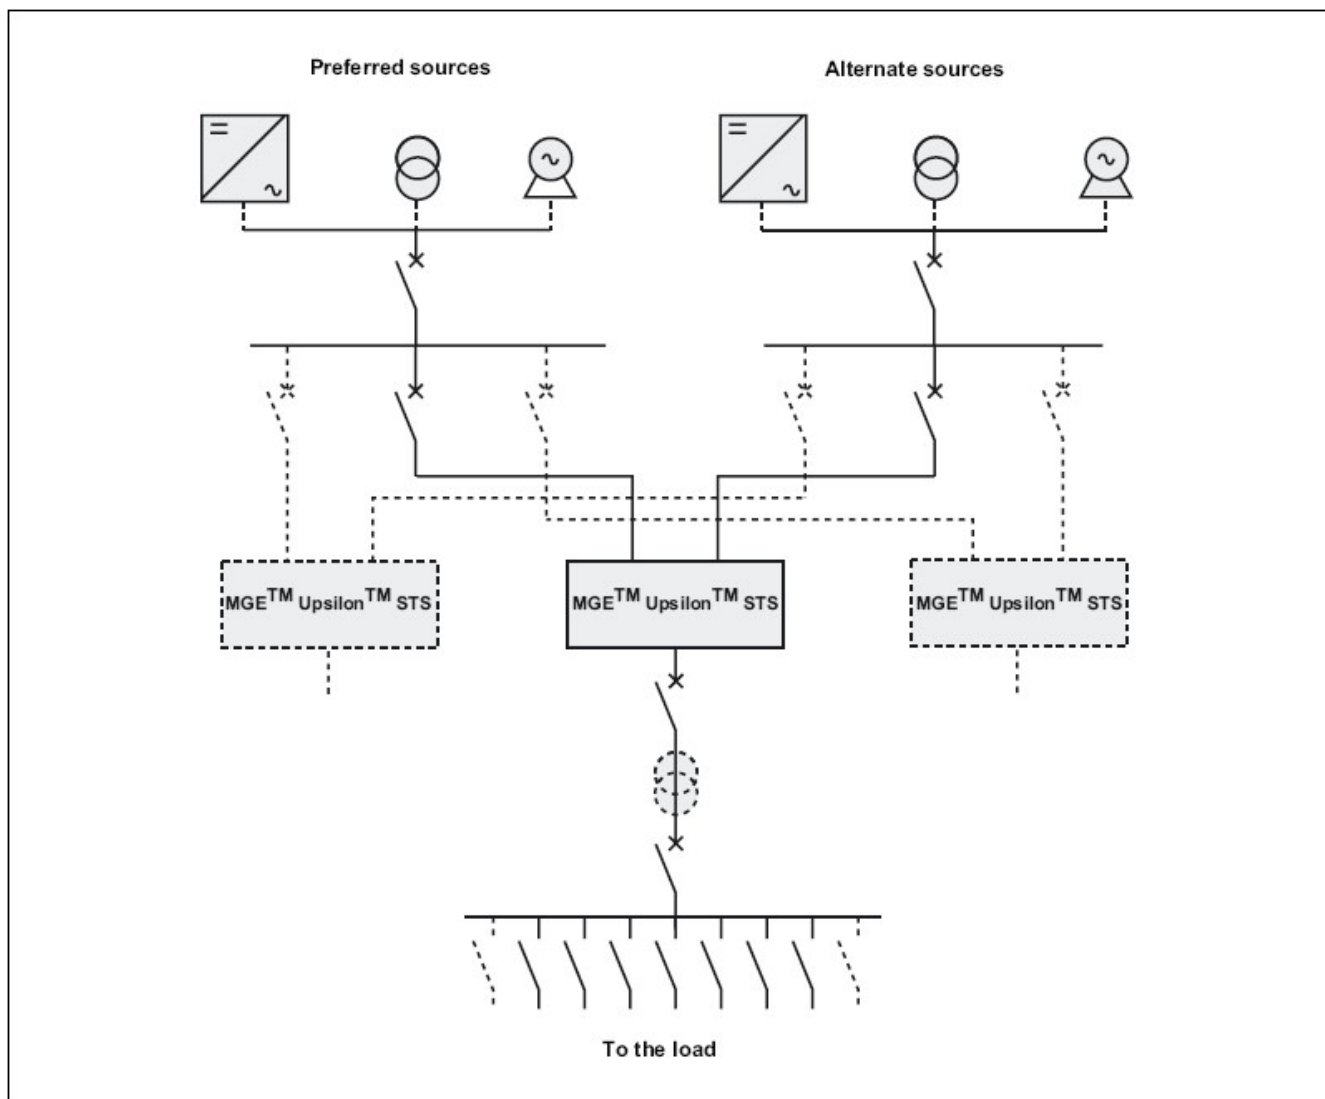 Preferred sources
Alternate sources
MGE™ Upsilon™ STS
MGE™ Upsilon™ STS
MGE™ Upsilon™ STS
To the load